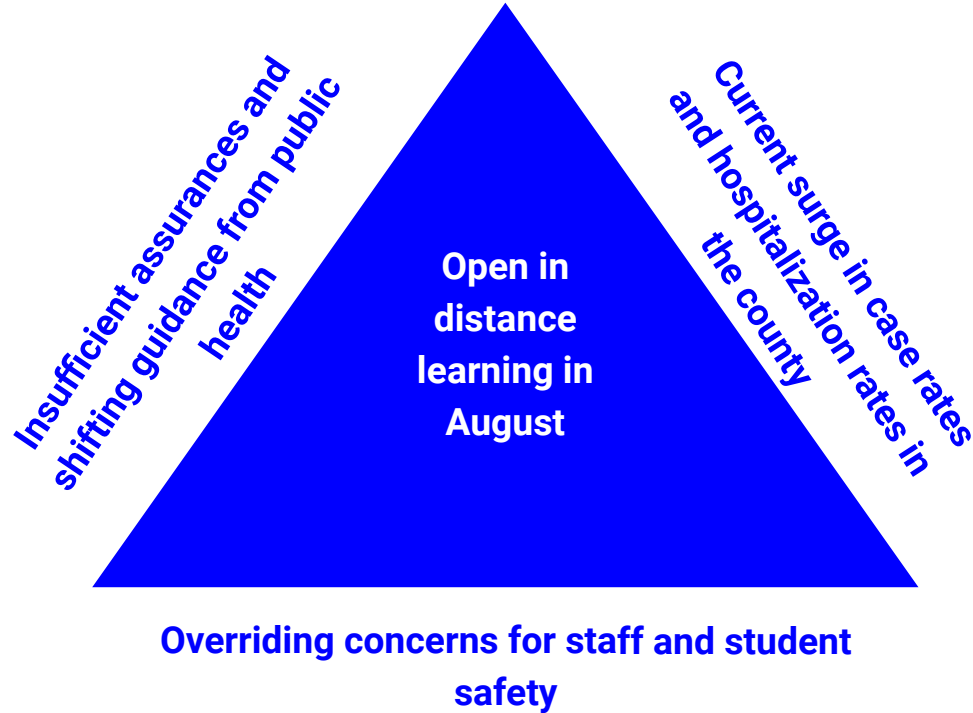 Insufficient assurances and
shifting guidance from public
health
Current surge in case rates
and hospitalization rates in
the county
Open in
distance
learning in
August
Overriding concerns for staff and student
safety